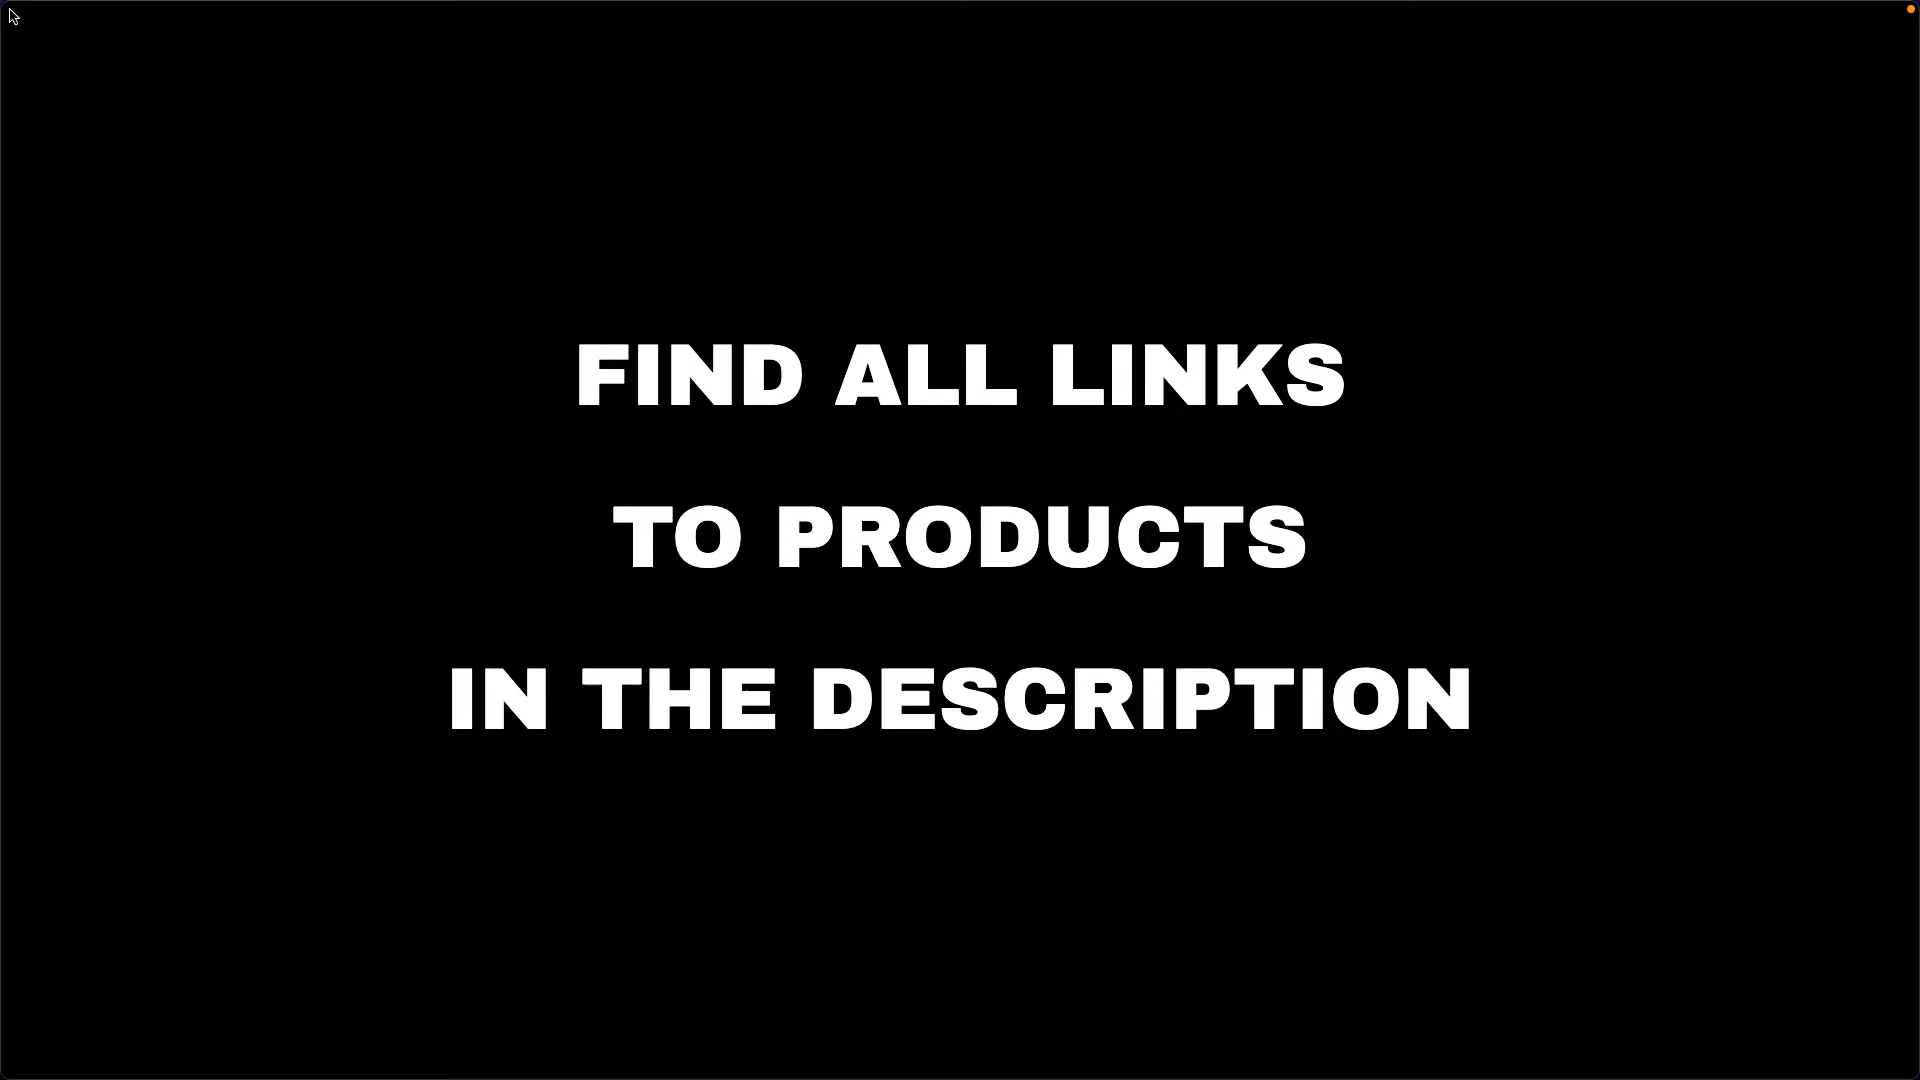 FIND ALL LINKS
TO PRODUCTS
IN THE DESCRIPTION